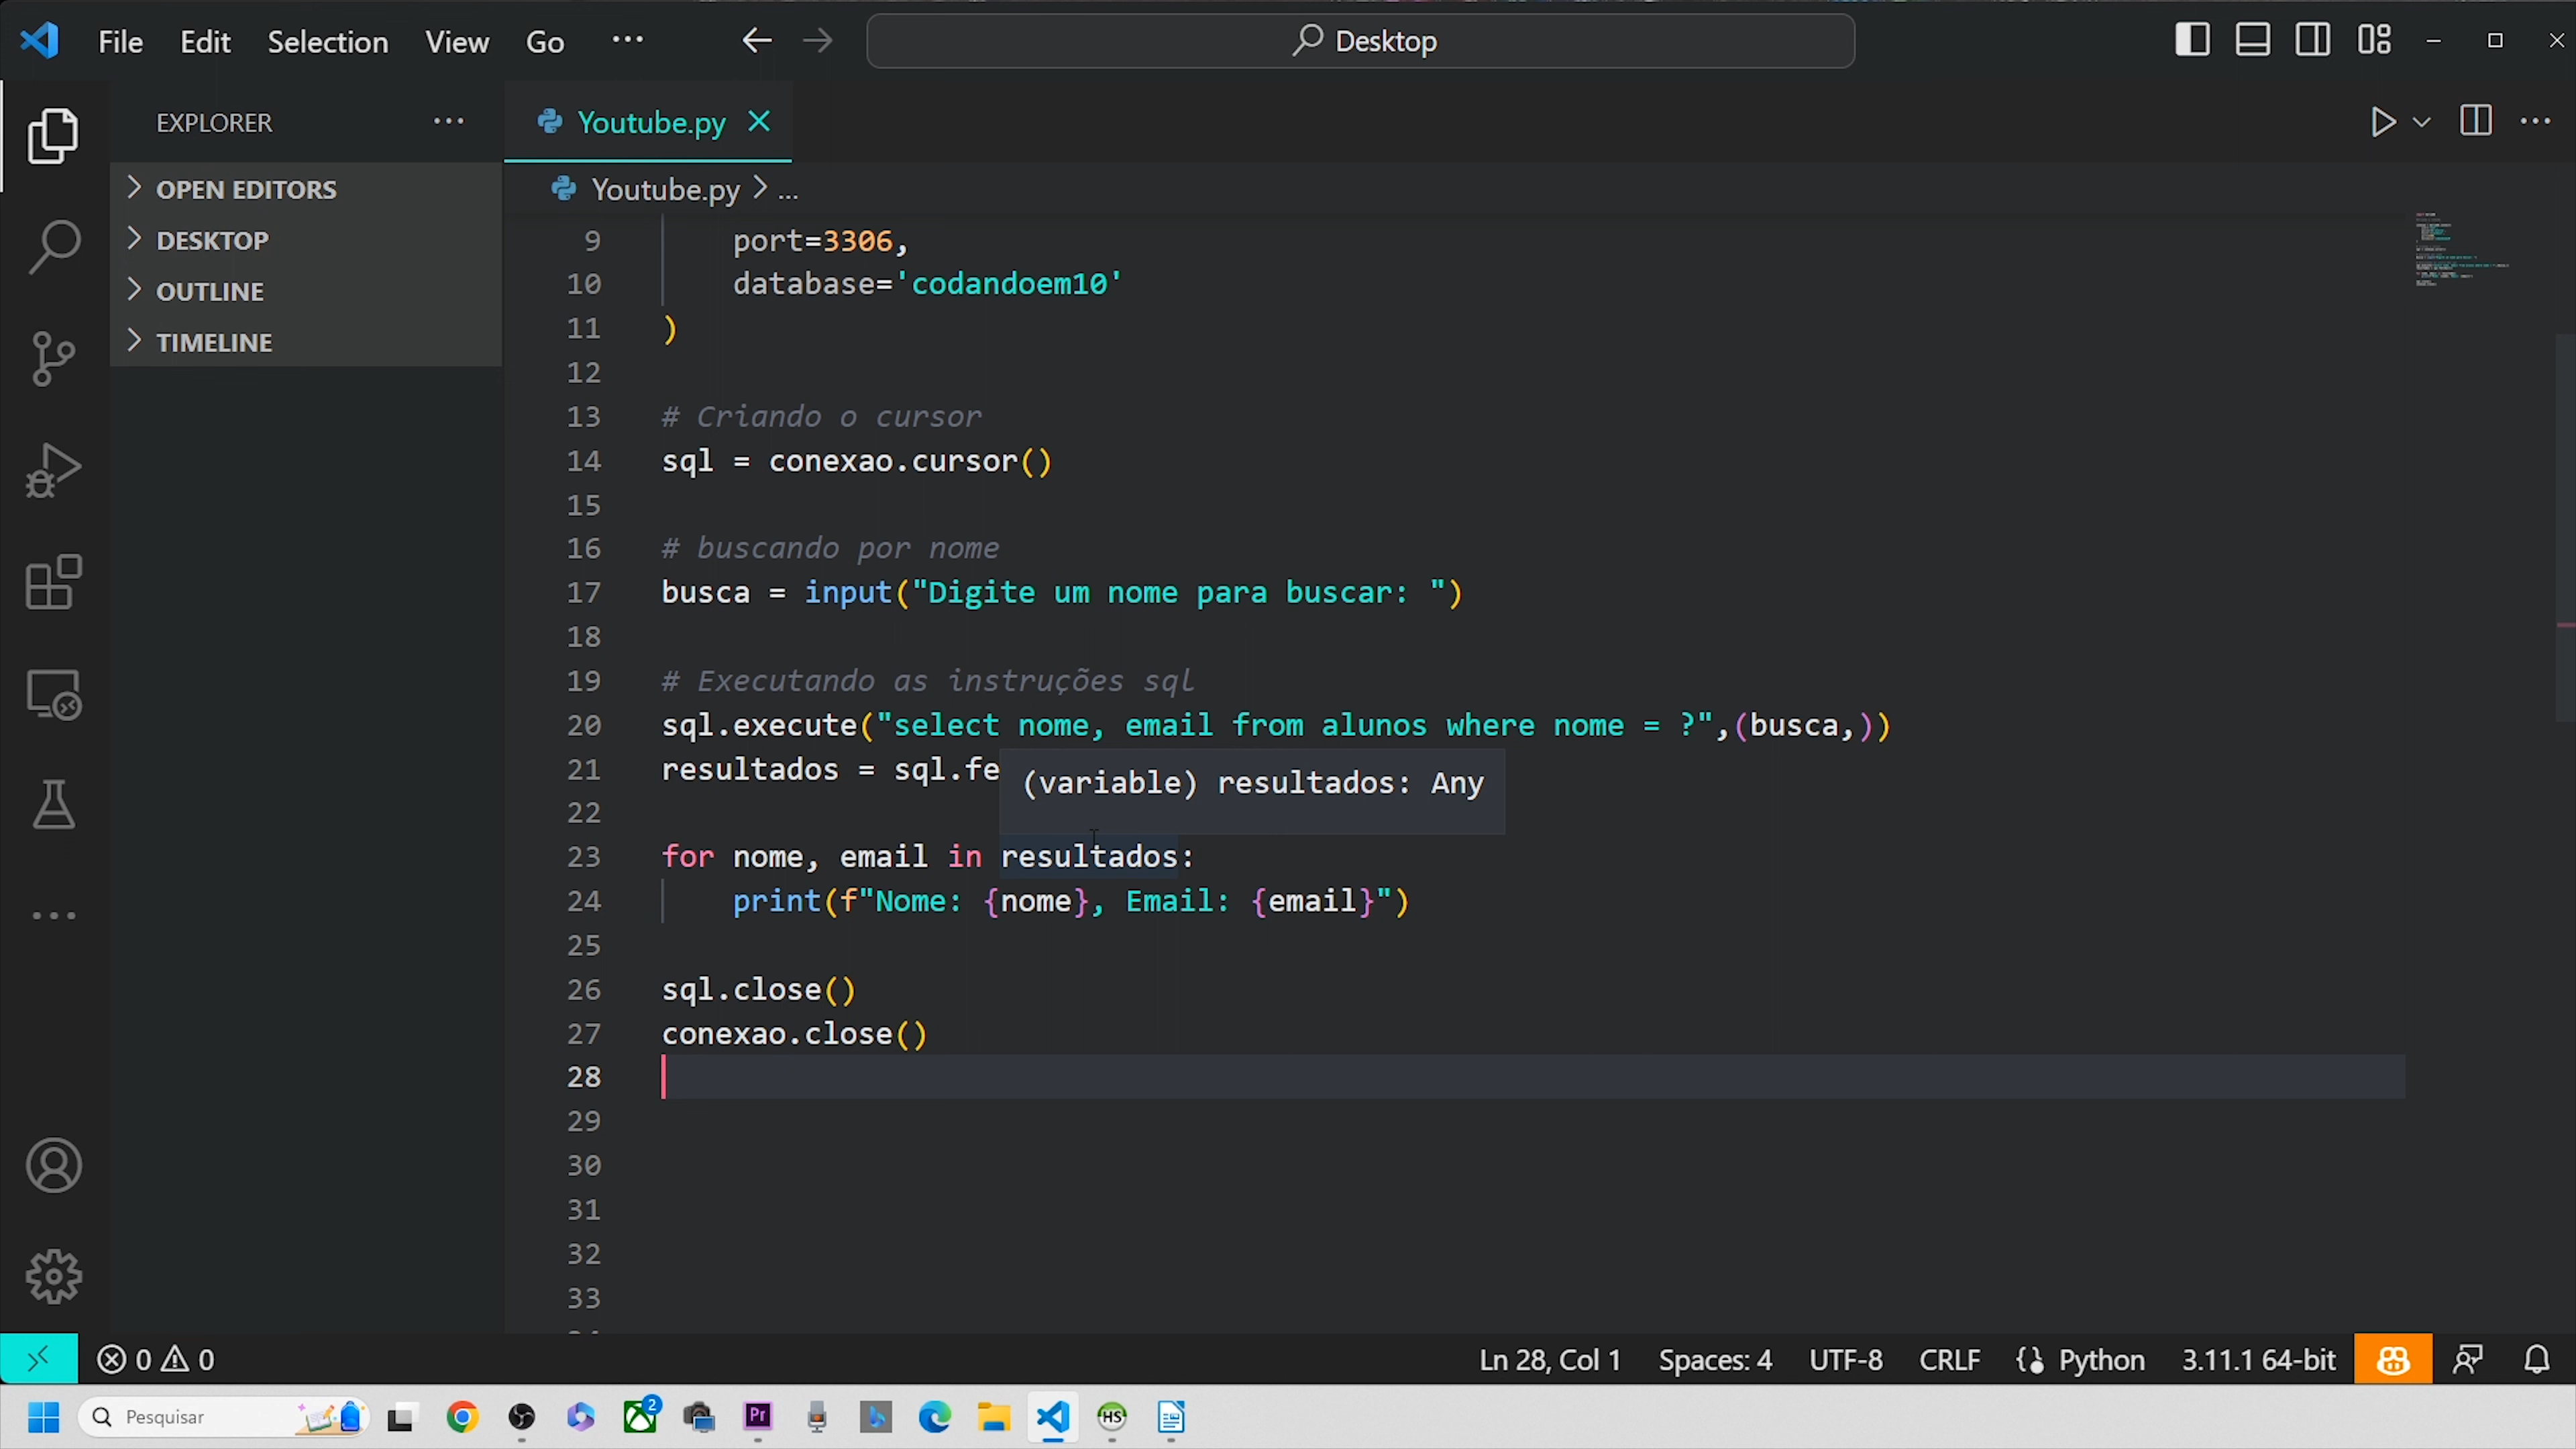 File Edit Selection View Go ···
Desktop
EXPLORER ···
Youtube.py
OPEN EDITORS
DESKTOP
OUTLINE
TIMELINE
Youtube.py > ...
9 port=3306,
10 database='codandoem10'
11 )
12
13 # Criando o cursor
14 sql = conexao.cursor()
15
16 # buscando por nome
17 busca = input("Digite um nome para buscar: ")
18
19 # Executando as instruções sql
20 sql.execute("select nome, email from alunos where nome = ?",(busca,))
21 resultados = sql.fe
(variable) resultados: Any
22
23 for nome, email in resultados:
24 print(f"Nome: {nome}, Email: {email}")
25
26 sql.close()
27 conexao.close()
28
29
30
31
32
33
0 0
Ln 28, Col 1 Spaces: 4 UTF-8 CRLF Python 3.11.1 64-bit
Pesquisar
2
Pr
HS